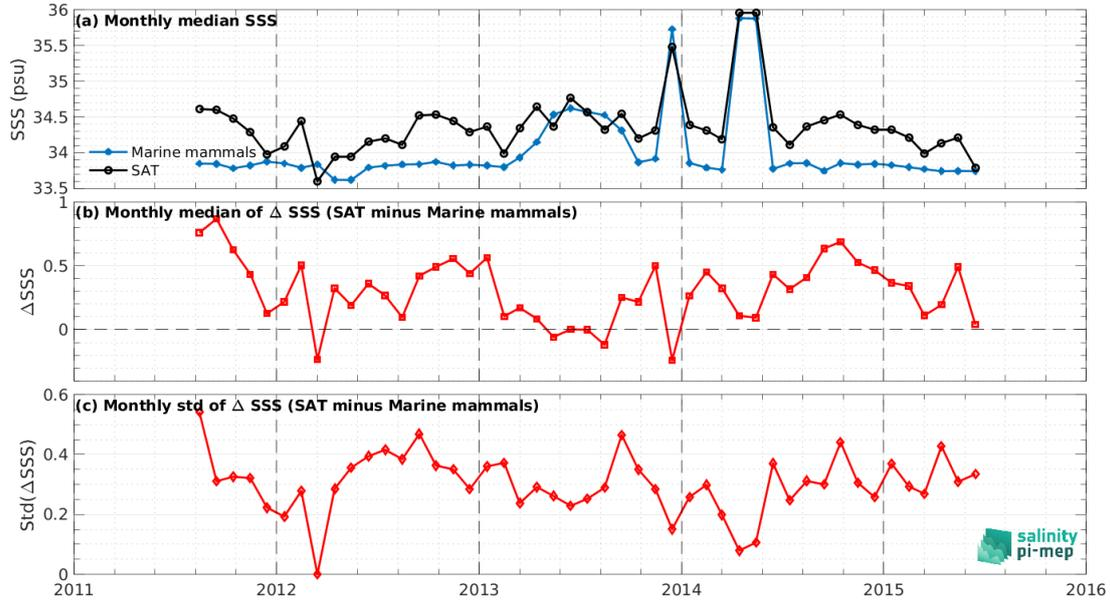 (a) Monthly median SSS
36
35.5
35
34.5
34
33.5
SSS (psu)
Marine mammals
SAT
(b) Monthly median of Δ SSS (SAT minus Marine mammals)
1
0.5
0
ΔSSS
(c) Monthly std of Δ SSS (SAT minus Marine mammals)
0.6
0.4
0.2
0
Std(ΔSSS)
salinity
pi-mep
2011 2012 2013 2014 2015 2016